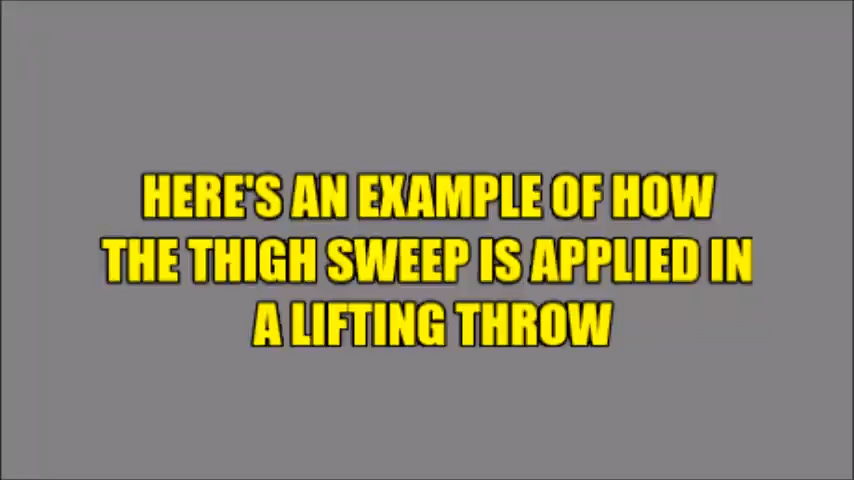 HERE'S AN EXAMPLE OF HOW
THE THIGH SWEEP IS APPLIED IN
A LIFTING THROW